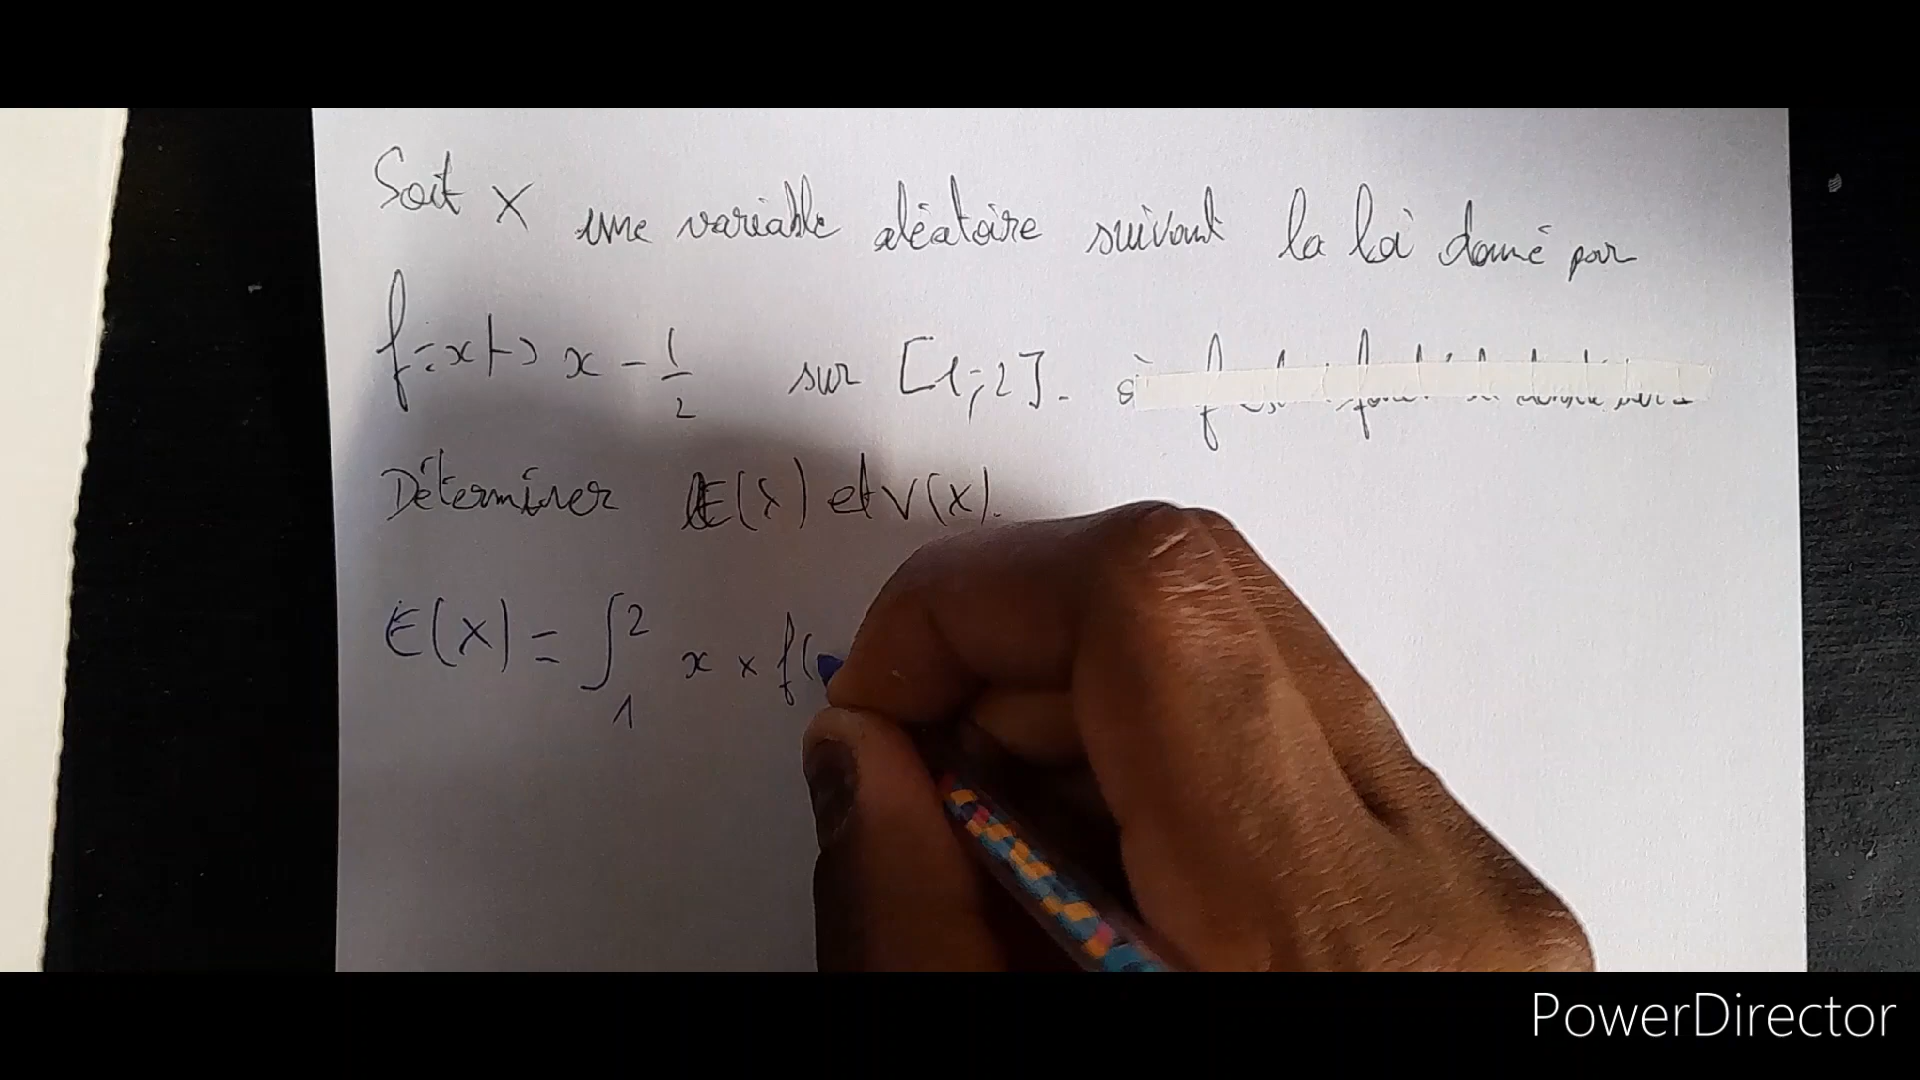 Soit X une variable aléatoire suivant la loi donné par
f: x ↦ x - 1/2 sur [1;2].
Déterminer E(X) et V(X).
E(X) = ∫₁² x × f(
PowerDirector